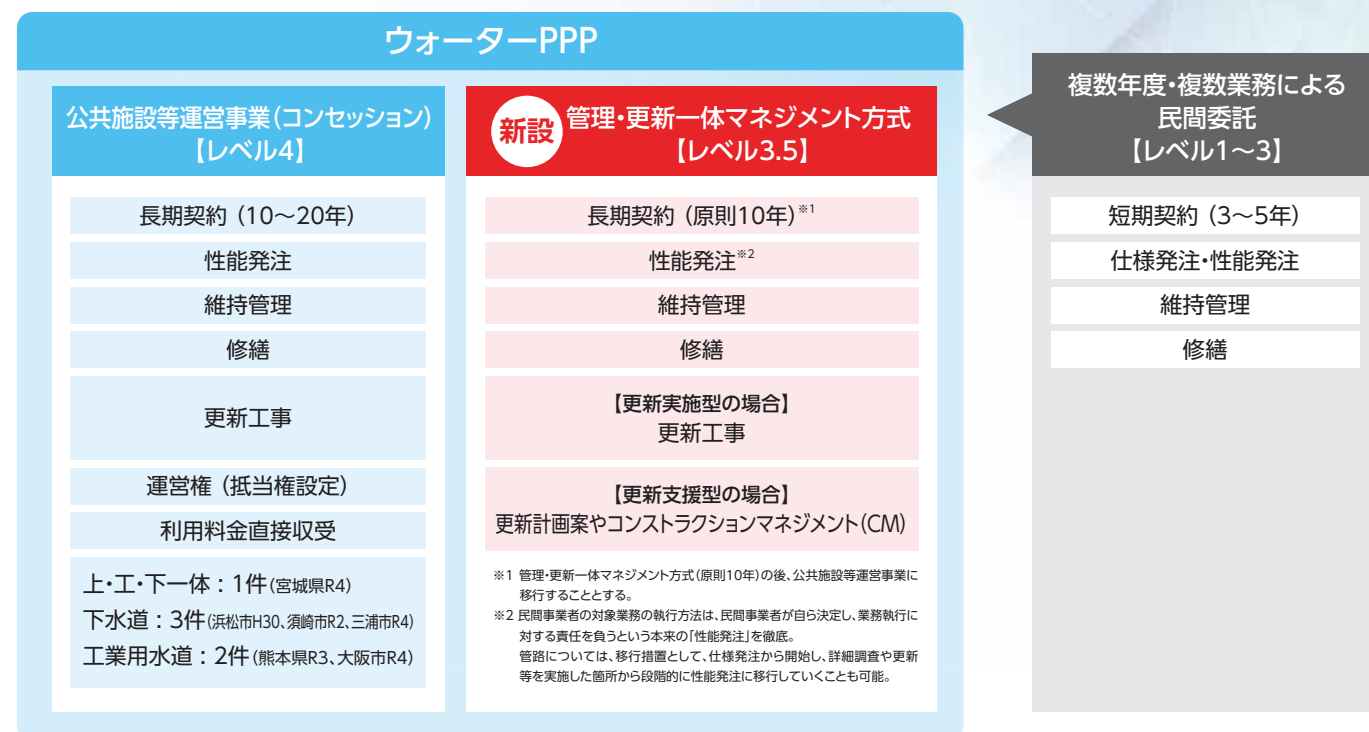 ウォーターPPP
公共施設等運営事業(コンセッション)
【レベル4】
長期契約（10〜20年）
性能発注
維持管理
修繕
更新工事
運営権（抵当権設定）
利用料金直接収受
上・工・下一体：1件(宮城県R4)
下水道：3件(浜松市H30、須崎市R2、三浦市R4)
工業用水道：2件(熊本県R3、大阪市R4)
新設
管理・更新一体マネジメント方式
【レベル3.5】
長期契約（原則10年）※1
性能発注※2
維持管理
修繕
【更新実施型の場合】
更新工事
【更新支援型の場合】
更新計画案やコンストラクションマネジメント(CM)
※1 管理・更新一体マネジメント方式(原則10年)の後、公共施設等運営事業に
移行することとする。
※2 民間事業者の対象業務の執行方法は、民間事業者が自ら決定し、業務執行に
対する責任を負うという本来の「性能発注」を徹底。
管路については、移行措置として、仕様発注から開始し、詳細調査や更新
等を実施した箇所から段階的に性能発注に移行していくことも可能。
複数年度・複数業務による
民間委託
【レベル1〜3】
短期契約（3〜5年）
仕様発注・性能発注
維持管理
修繕